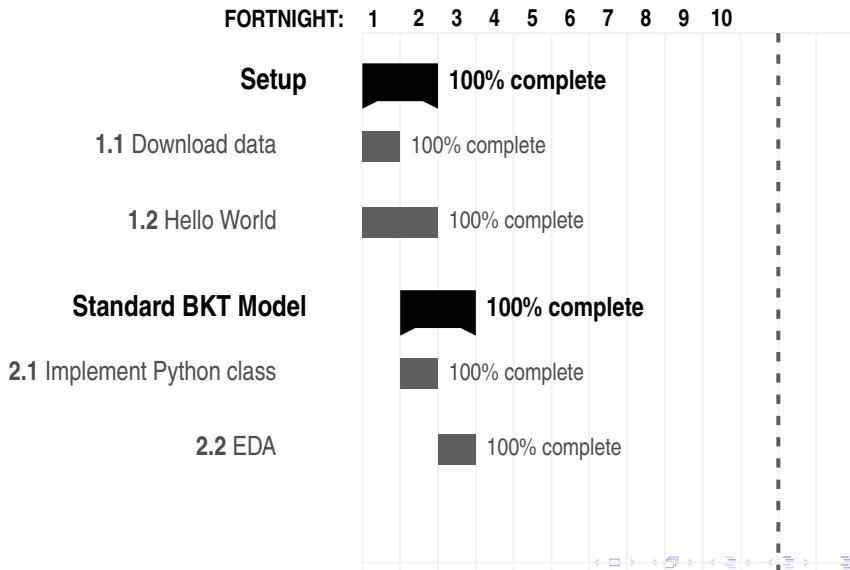 FORTNIGHT: 1 2 3 4 5 6 7 8 9 10
Setup 100% complete
1.1 Download data 100% complete
1.2 Hello World 100% complete
Standard BKT Model 100% complete
2.1 Implement Python class 100% complete
2.2 EDA 100% complete